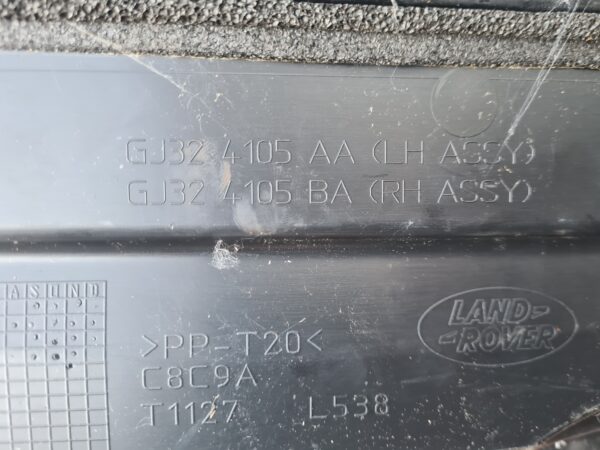 GJ32 4105 AA (LH ASSY)
GJ32 4105 BA (RH ASSY)
A S O N D
LAND-
-ROVER
>PP-T20<
C8C9A
T1127 L538